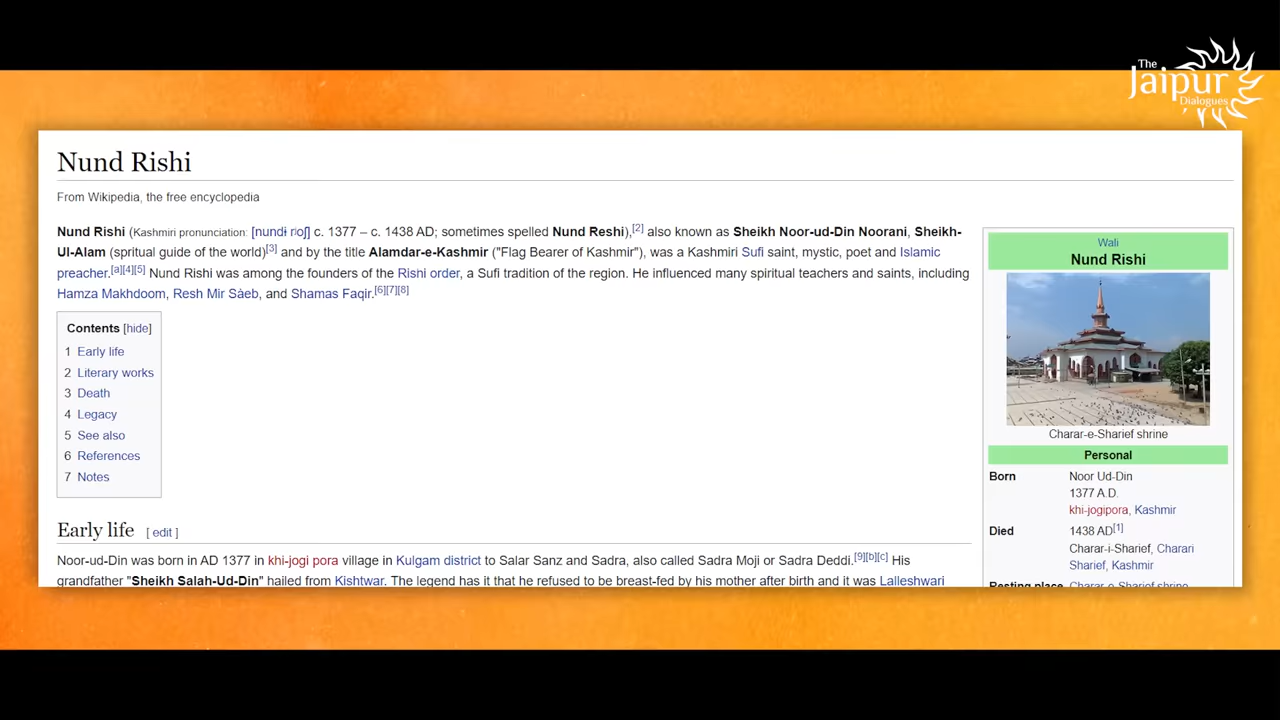 The
Jaipur
Dialogues
Nund Rishi
From Wikipedia, the free encyclopedia
Nund Rishi (Kashmiri pronunciation: [nundɨ rʲoʃ] c. 1377 – c. 1438 AD; sometimes spelled Nund Reshi),[2] also known as Sheikh Noor-ud-Din Noorani, Sheikh-
Ul-Alam (spritual guide of the world)[3] and by the title Alamdar-e-Kashmir ("Flag Bearer of Kashmir"), was a Kashmiri Sufi saint, mystic, poet and Islamic
preacher.[a][4][5] Nund Rishi was among the founders of the Rishi order, a Sufi tradition of the region. He influenced many spiritual teachers and saints, including
Hamza Makhdoom, Resh Mir Sàeb, and Shamas Faqir.[6][7][8]
Contents [hide]
1 Early life
2 Literary works
3 Death
4 Legacy
5 See also
6 References
7 Notes
Early life [ edit ]
Noor-ud-Din was born in AD 1377 in khi-jogi pora village in Kulgam district to Salar Sanz and Sadra, also called Sadra Moji or Sadra Deddi.[9][b][c] His
grandfather "Sheikh Salah-Ud-Din" hailed from Kishtwar. The legend has it that he refused to be breast-fed by his mother after birth and it was Lalleshwari
Wali
Nund Rishi
Charar-e-Sharief shrine
Personal
Born Noor Ud-Din
1377 A.D.
khi-jogipora, Kashmir
Died 1438 AD[1]
Charar-i-Sharief, Charari
Sharief, Kashmir
Resting place Charar-e-Sharief shrine